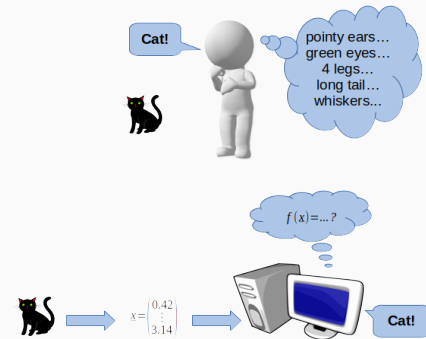 Cat!
pointy ears...
green eyes...
4 legs...
long tail...
whiskers...
f (x)=...?
x=(0.42 ⋮ 3.14)
Cat!